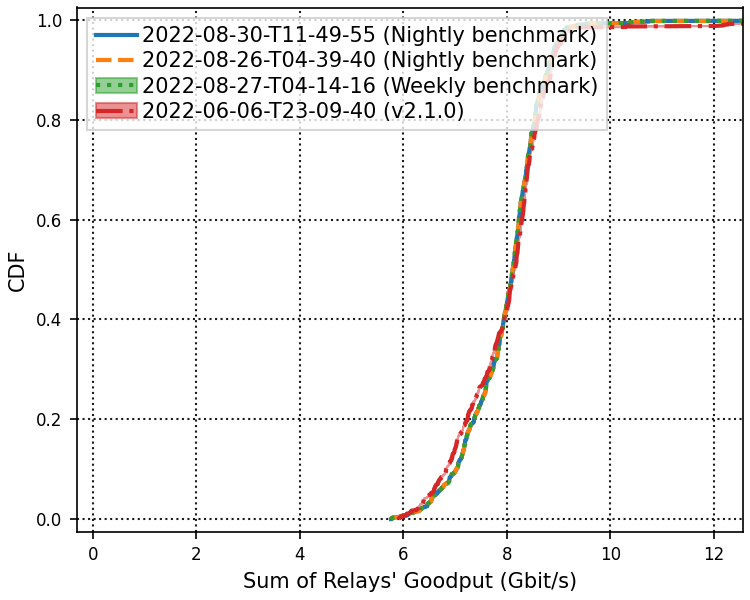 1.0
0.8
0.6
0.4
0.2
0.0
CDF
2022-08-30-T11-49-55 (Nightly benchmark)
2022-08-26-T04-39-40 (Nightly benchmark)
2022-08-27-T04-14-16 (Weekly benchmark)
2022-06-06-T23-09-40 (v2.1.0)
0 2 4 6 8 10 12
Sum of Relays' Goodput (Gbit/s)